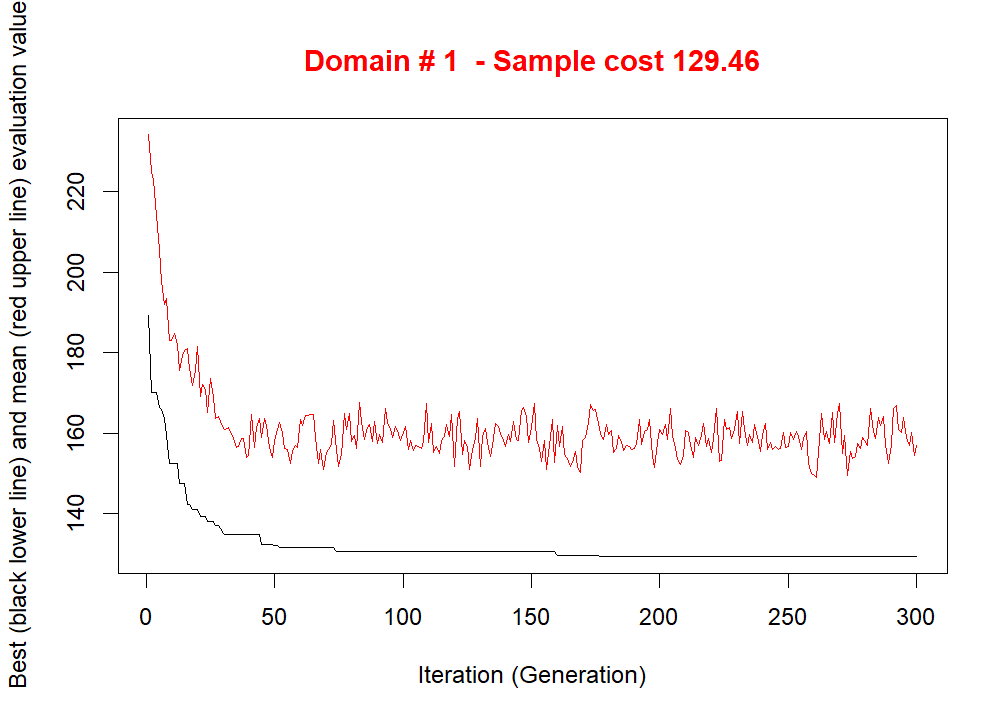 Domain # 1  - Sample cost 129.46
Best (black lower line) and mean (red upper line) evaluation value
220
200
180
160
140
0 50 100 150 200 250 300
Iteration (Generation)